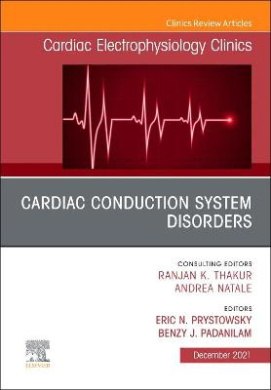 Clinics Review Articles
Cardiac Electrophysiology Clinics
CARDIAC CONDUCTION SYSTEM
DISORDERS
CONSULTING EDITORS
RANJAN K. THAKUR
ANDREA NATALE
EDITORS
ERIC N. PRYSTOWSKY
BENZY J. PADANILAM
ELSEVIER
December 2021